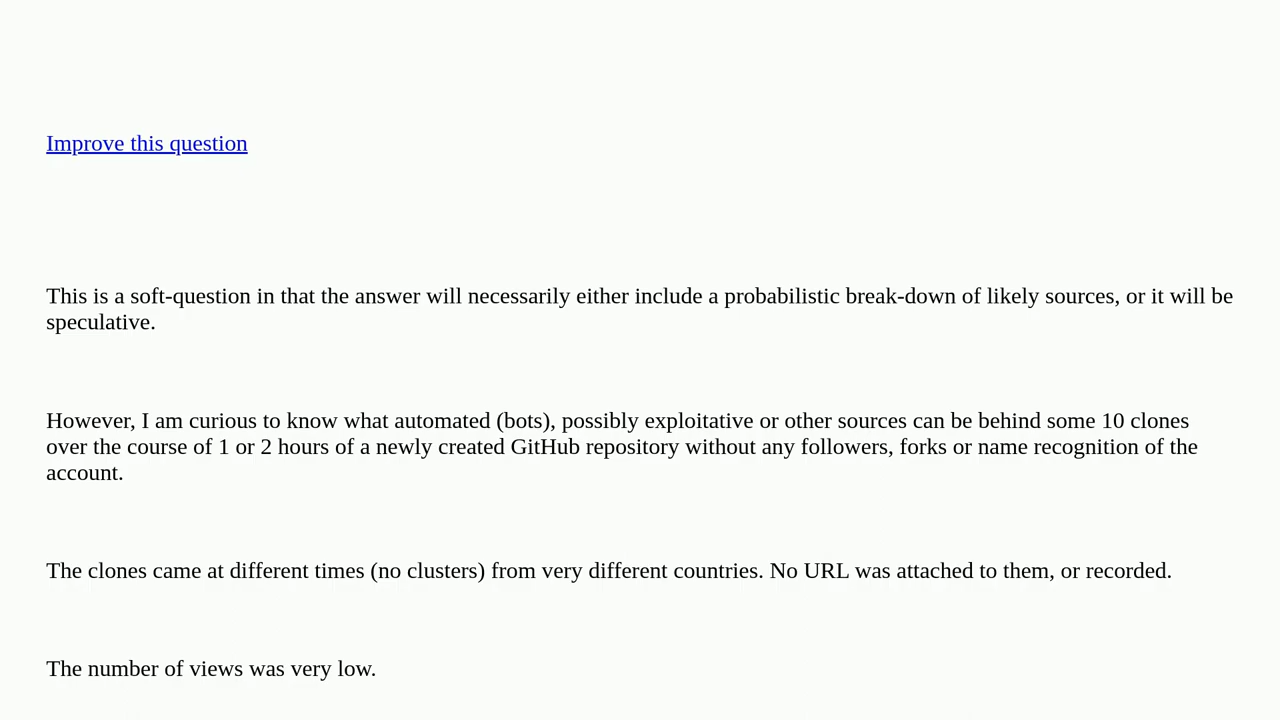 Improve this question
This is a soft-question in that the answer will necessarily either include a probabilistic break-down of likely sources, or it will be
speculative.
However, I am curious to know what automated (bots), possibly exploitative or other sources can be behind some 10 clones
over the course of 1 or 2 hours of a newly created GitHub repository without any followers, forks or name recognition of the
account.
The clones came at different times (no clusters) from very different countries. No URL was attached to them, or recorded.
The number of views was very low.